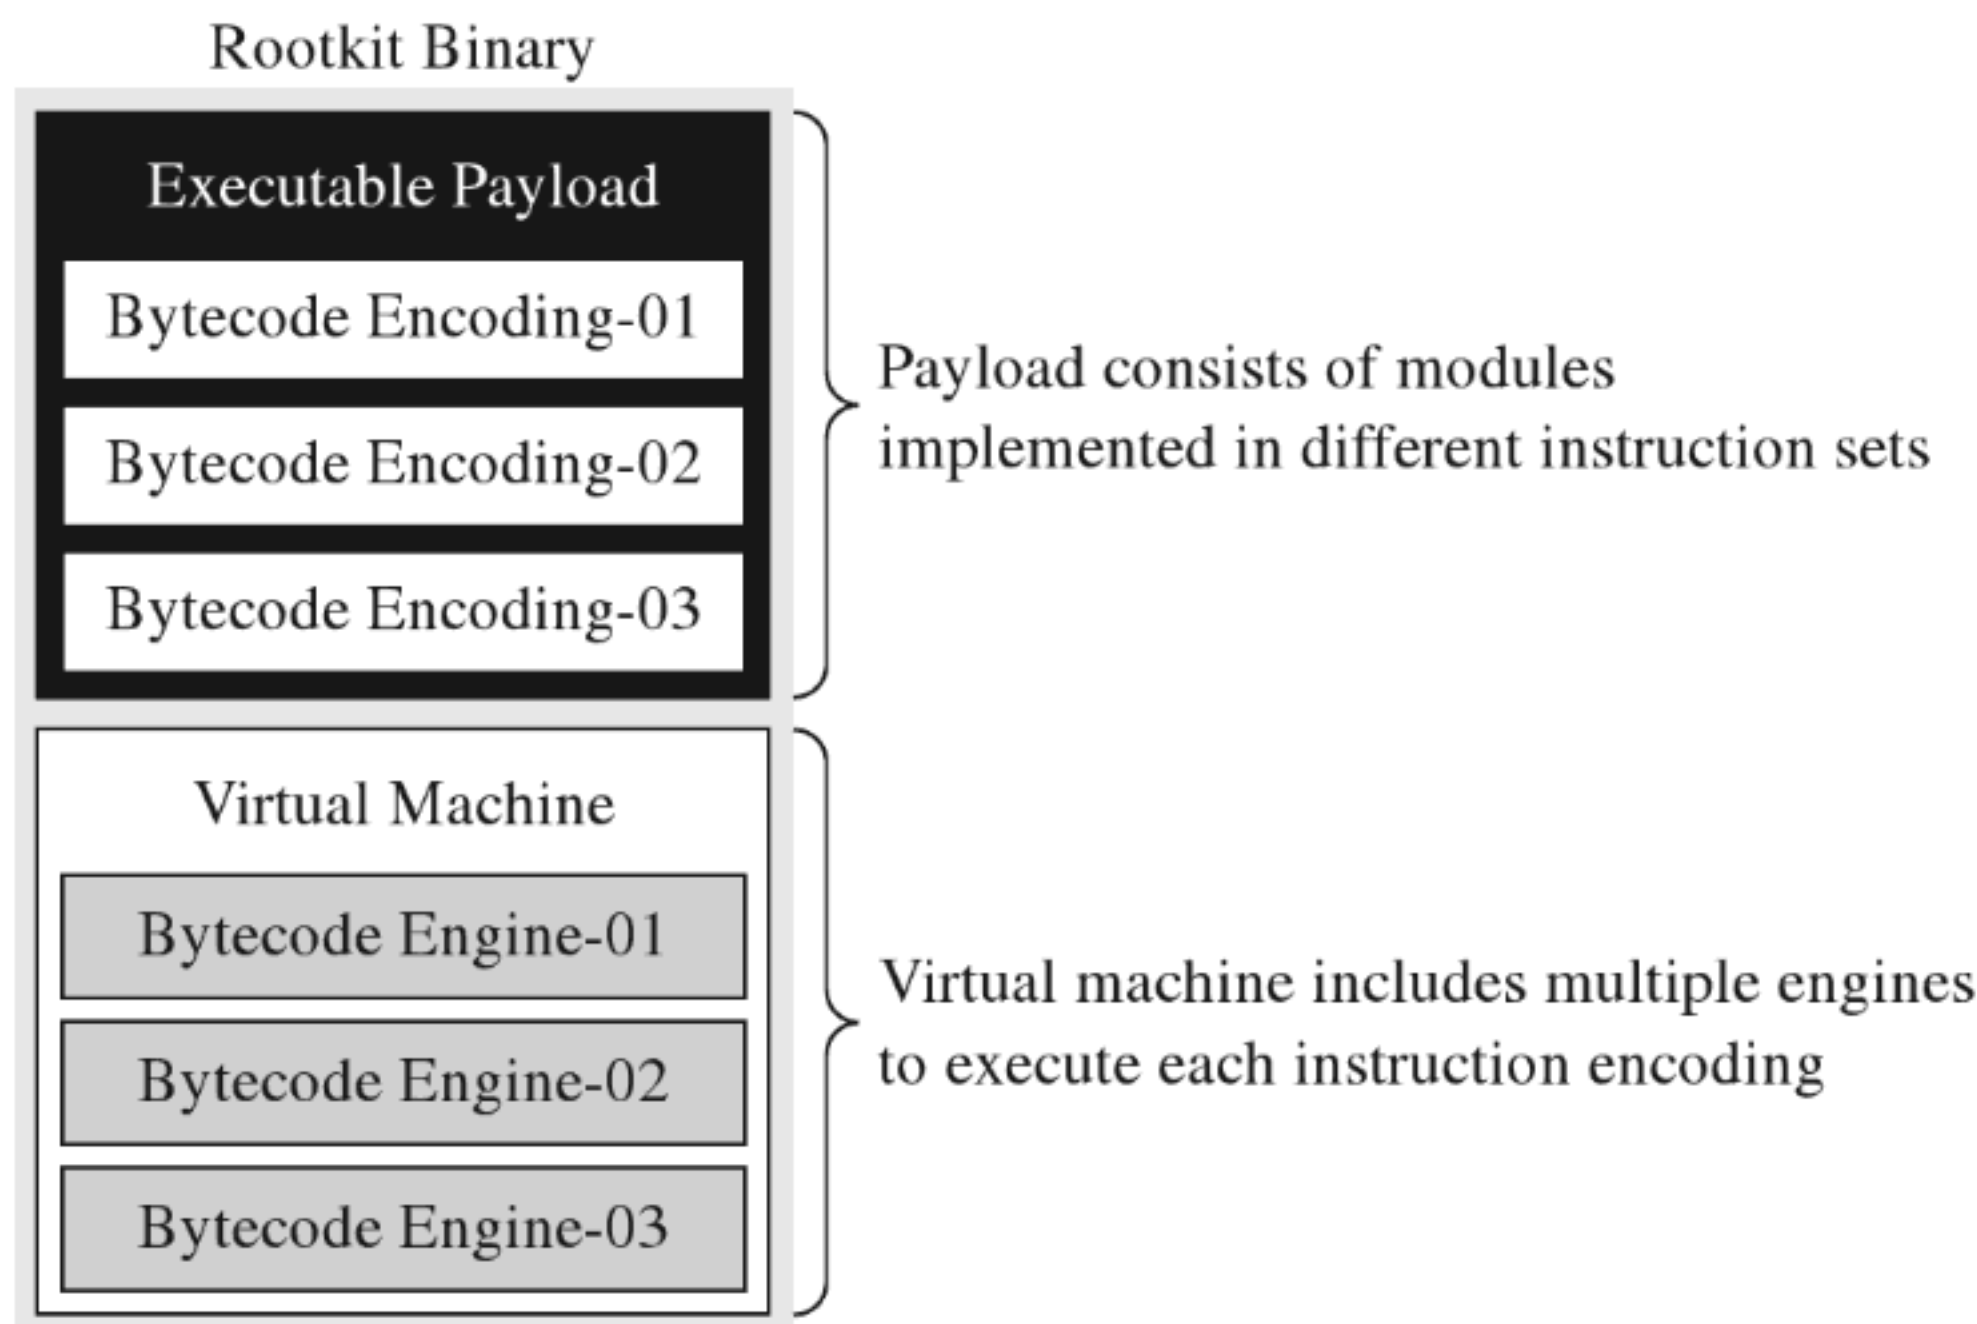 Rootkit Binary
Executable Payload
Bytecode Encoding-01
Bytecode Encoding-02
Bytecode Encoding-03
Payload consists of modules
implemented in different instruction sets
Virtual Machine
Bytecode Engine-01
Bytecode Engine-02
Bytecode Engine-03
Virtual machine includes multiple engines
to execute each instruction encoding